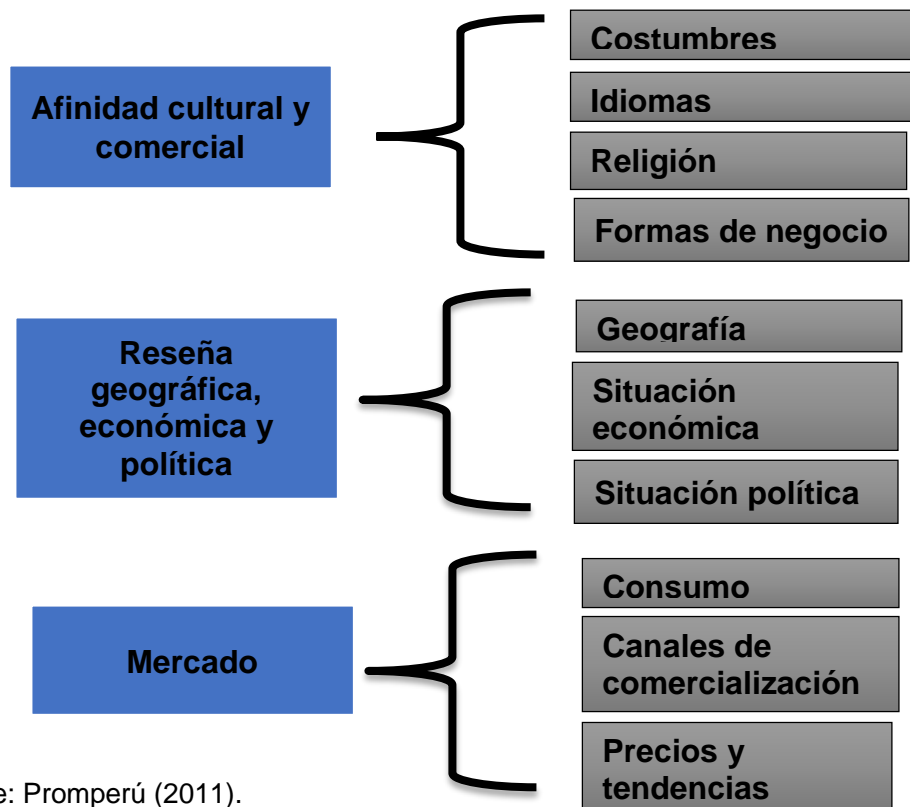 Afinidad cultural y
comercial
Costumbres
Idiomas
Religión
Formas de negocio
Reseña
geográfica,
económica y
política
Geografía
Situación
económica
Situación política
Mercado
Consumo
Canales de
comercialización
Precios y
tendencias
e: Promperú (2011).